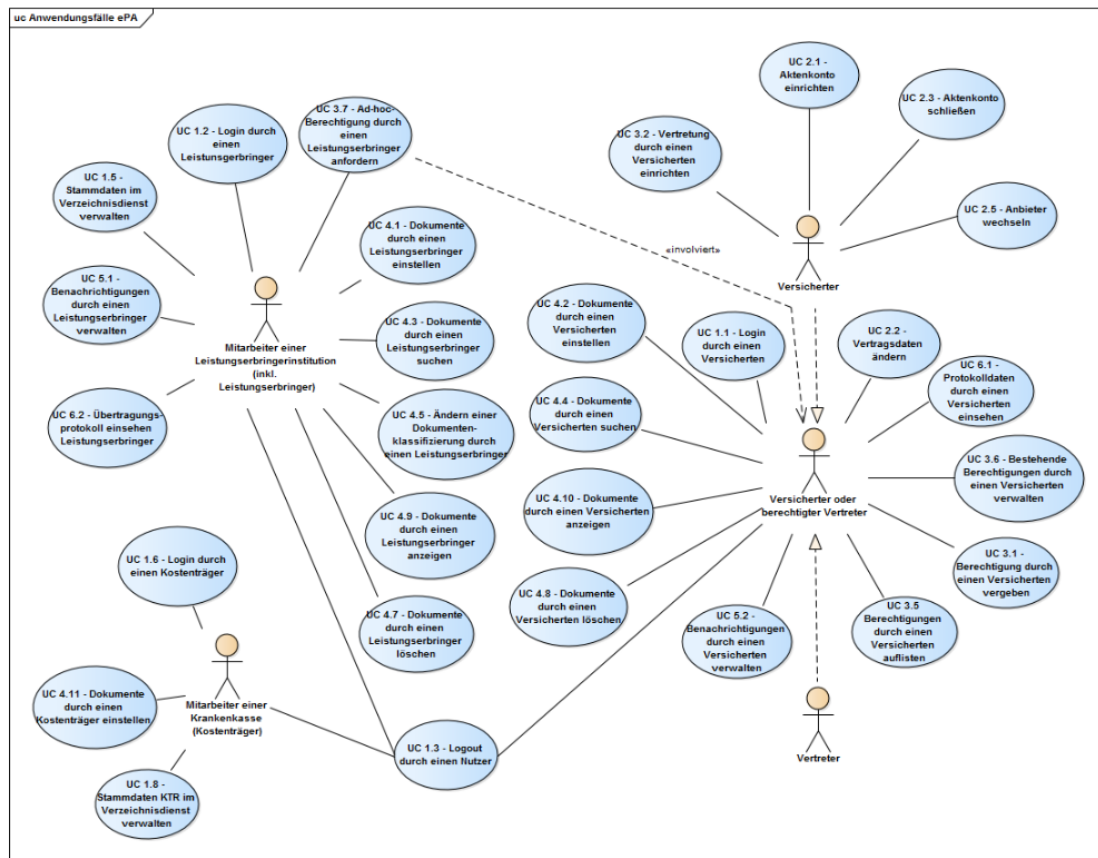 uc Anwendungsfälle ePA
UC 2.1 -
Aktenkonto
einrichten
UC 2.3 - Aktenkonto
schließen
UC 3.7 - Ad-hoc-
Berechtigung durch
einen
Leistungserbringer
anfordern
UC 1.2 - Login durch
einen
Leistunsgerbringer
UC 3.2 - Vertretung
durch einen
Versicherten
einrichten
UC 1.5 -
Stammdaten im
Verzeichnisdienst
verwalten
UC 2.5 - Anbieter
wechseln
UC 4.1 - Dokumente
durch einen
Leistungserbringer
einstellen
«involviert»
Versicherter
UC 5.1 -
Benachrichtigungen
durch einen
Leistungserbringer
verwalten
UC 4.2 - Dokumente
durch einen
Versicherten
einstellen
UC 1.1 - Login
durch einen
Versicherten
UC 2.2 -
Vertragsdaten
ändern
UC 4.3 - Dokumente
durch einen
Leistungserbringer
suchen
Mitarbeiter einer
Leistungserbringerinstitution
(inkl.
Leistungserbringer)
UC 6.1 -
Protokolldaten
durch einen
Versicherten
einsehen
UC 6.2 - Übertragungs-
protokoll einsehen
Leistungserbringer
UC 4.5 - Ändern einer
Dokumenten-
klassifizierung durch
einen Leistungserbringer
UC 4.4 - Dokumente
durch einen
Versicherten suchen
UC 3.6 - Bestehende
Berechtigungen durch
einen Versicherten
verwalten
UC 4.10 - Dokumente
durch einen Versicherten
anzeigen
Versicherter oder
berechtigter Vertreter
UC 4.9 - Dokumente
durch einen
Leistungserbringer
anzeigen
UC 3.1 -
Berechtigung durch
einen Versicherten
vergeben
UC 1.6 - Login durch
einen Kostenträger
UC 4.8 - Dokumente
durch einen
Versicherten löschen
UC 4.7 - Dokumente
durch einen
Leistungserbringer
löschen
UC 5.2 -
Benachrichtigungen
durch einen
Versicherten
verwalten
UC 3.5
Berechtigungen
durch einen
Versicherten
auflisten
UC 4.11 - Dokumente
durch einen
Kostenträger einstellen
Mitarbeiter einer
Krankenkasse
(Kostenträger)
UC 1.3 - Logout
durch einen Nutzer
Vertreter
UC 1.8 -
Stammdaten KTR im
Verzeichnisdienst
verwalten